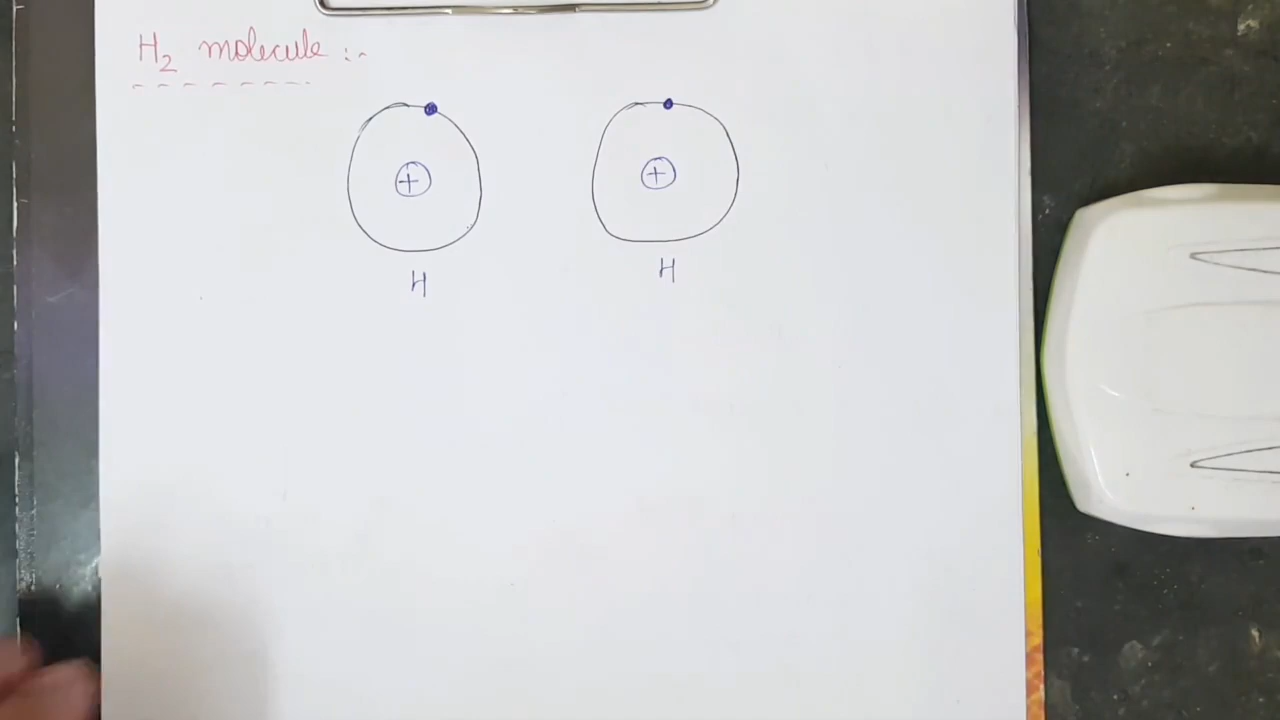 H₂ molecule :-
+ +
H H